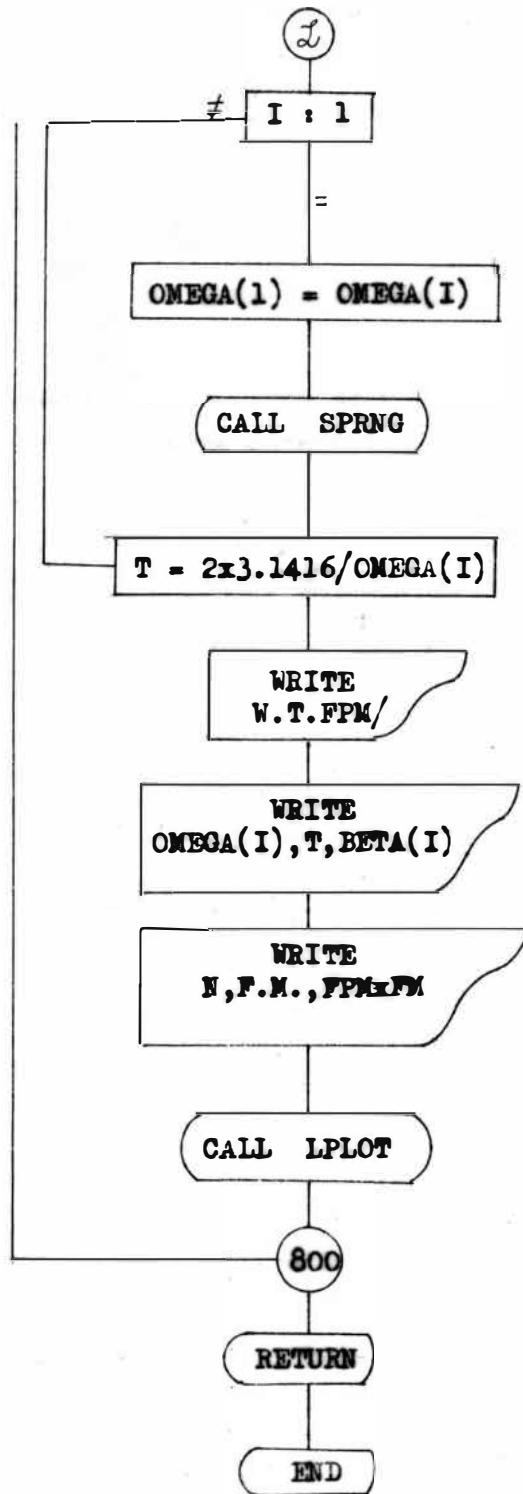 ℒ
≠
I : 1
=
OMEGA(1) = OMEGA(I)
CALL SPRNG
T = 2x3.1416/OMEGA(I)
WRITE
W.T.FPM/
WRITE
OMEGA(I),T,BETA(I)
WRITE
N,F.M.,FPMxFM
CALL LPLOT
800
RETURN
END